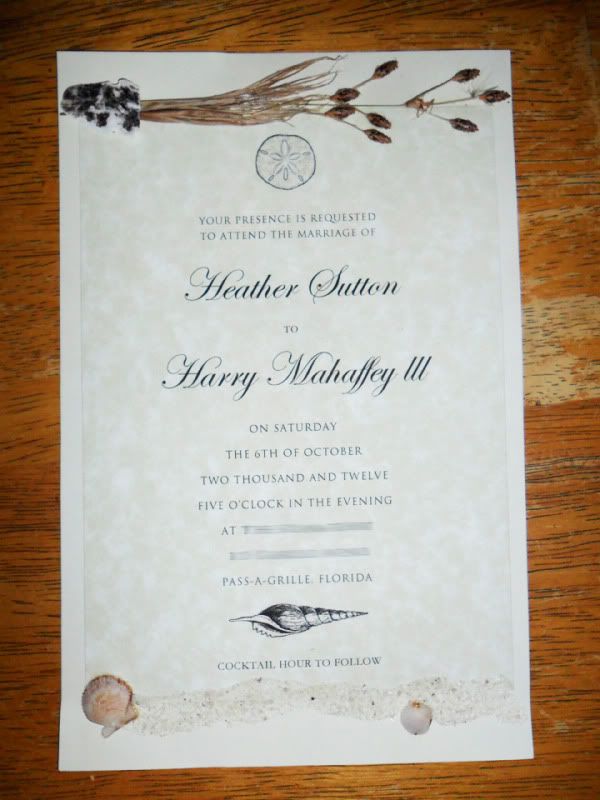 YOUR PRESENCE IS REQUESTED
TO ATTEND THE MARRIAGE OF
Heather Sutton
TO
Harry Mahaffey lll
ON SATURDAY
THE 6TH OF OCTOBER
TWO THOUSAND AND TWELVE
FIVE O'CLOCK IN THE EVENING
AT
PASS-A-GRILLE, FLORIDA
COCKTAIL HOUR TO FOLLOW